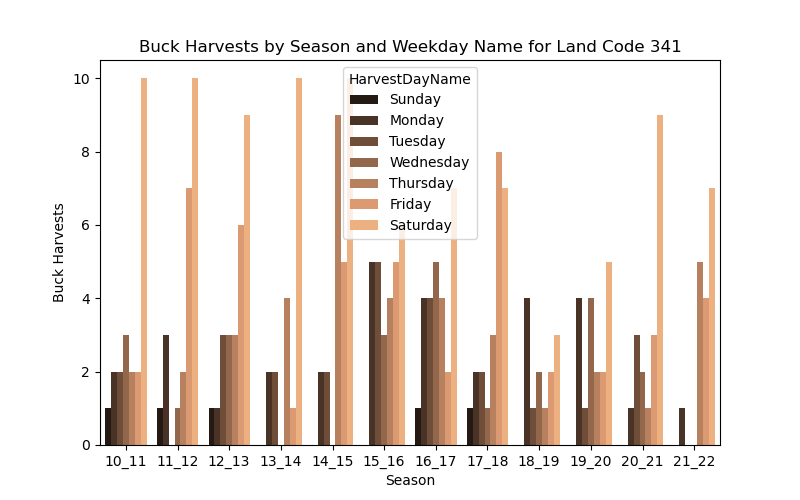 Buck Harvests by Season and Weekday Name for Land Code 341
HarvestDayName
Sunday
Monday
Tuesday
Wednesday
Thursday
Friday
Saturday
Buck Harvests
10
8
6
4
2
0
10_11 11_12 12_13 13_14 14_15 15_16 16_17 17_18 18_19 19_20 20_21 21_22
Season